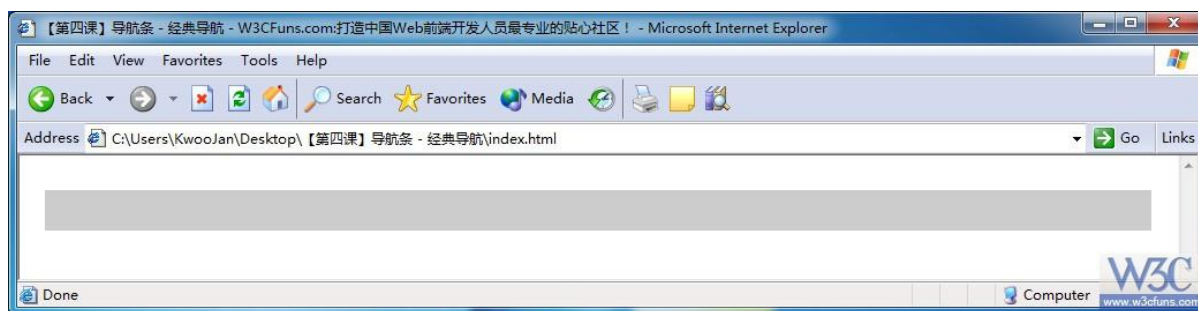 【第四课】导航条 - 经典导航 - W3CFuns.com:打造中国Web前端开发人员最专业的贴心社区！ - Microsoft Internet Explorer
File Edit View Favorites Tools Help
Back Search Favorites Media
Address C:\Users\KwooJan\Desktop\【第四课】导航条 - 经典导航\index.html Go Links
Done Computer
W3C
www.w3cfuns.com